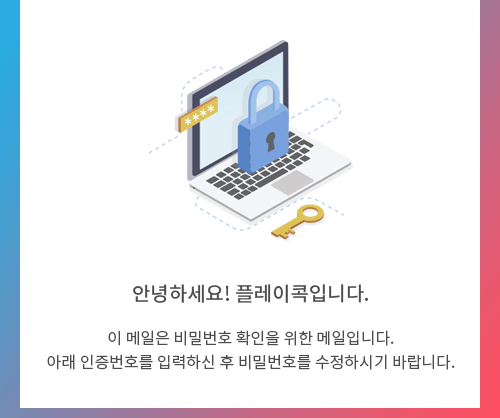 ****
안녕하세요! 플레이콕입니다.
이 메일은 비밀번호 확인을 위한 메일입니다.
아래 인증번호를 입력하신 후 비밀번호를 수정하시기 바랍니다.